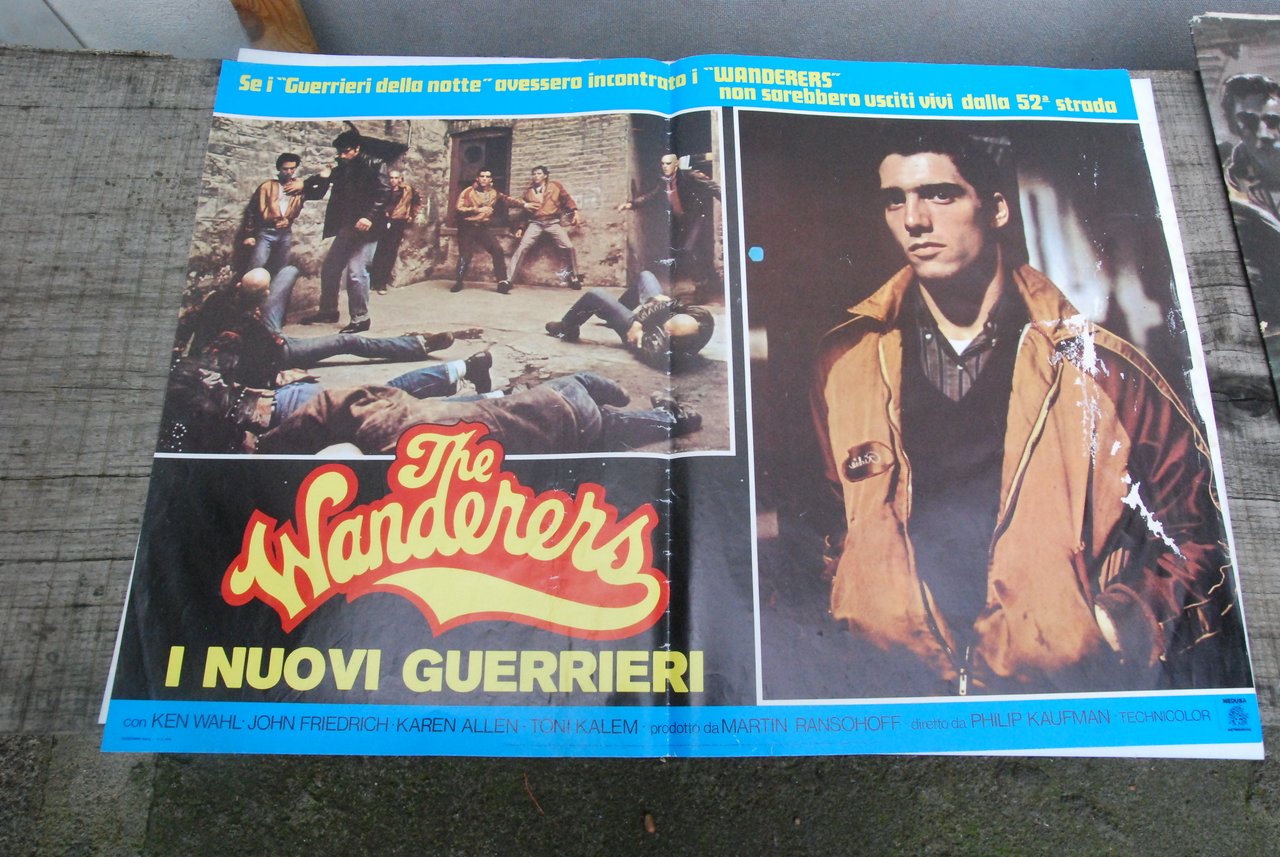 Se i "Guerrieri della notte" avessero incontrato i "WANDERERS"
non sarebbero usciti vivi dalla 52ª strada
The
Wanderers
I NUOVI GUERRIERI
con KEN WAHL · JOHN FRIEDRICH · KAREN ALLEN · TONI KALEM · prodotto da MARTIN RANSOHOFF · diretto da PHILIP KAUFMAN · TECHNICOLOR
MEDUSA